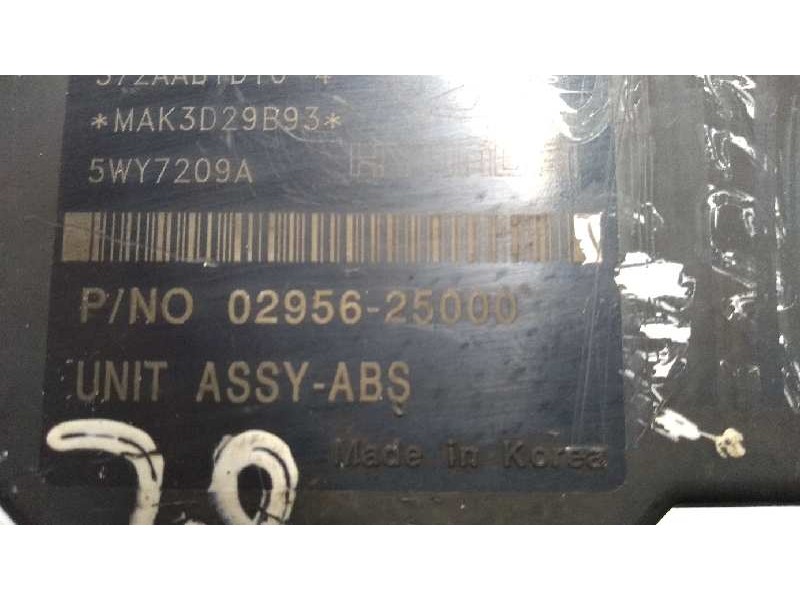 *MAK3D29B93*
5WY7209A
P/NO 02956-25000
UNIT ASSY-ABS
Made in Korea